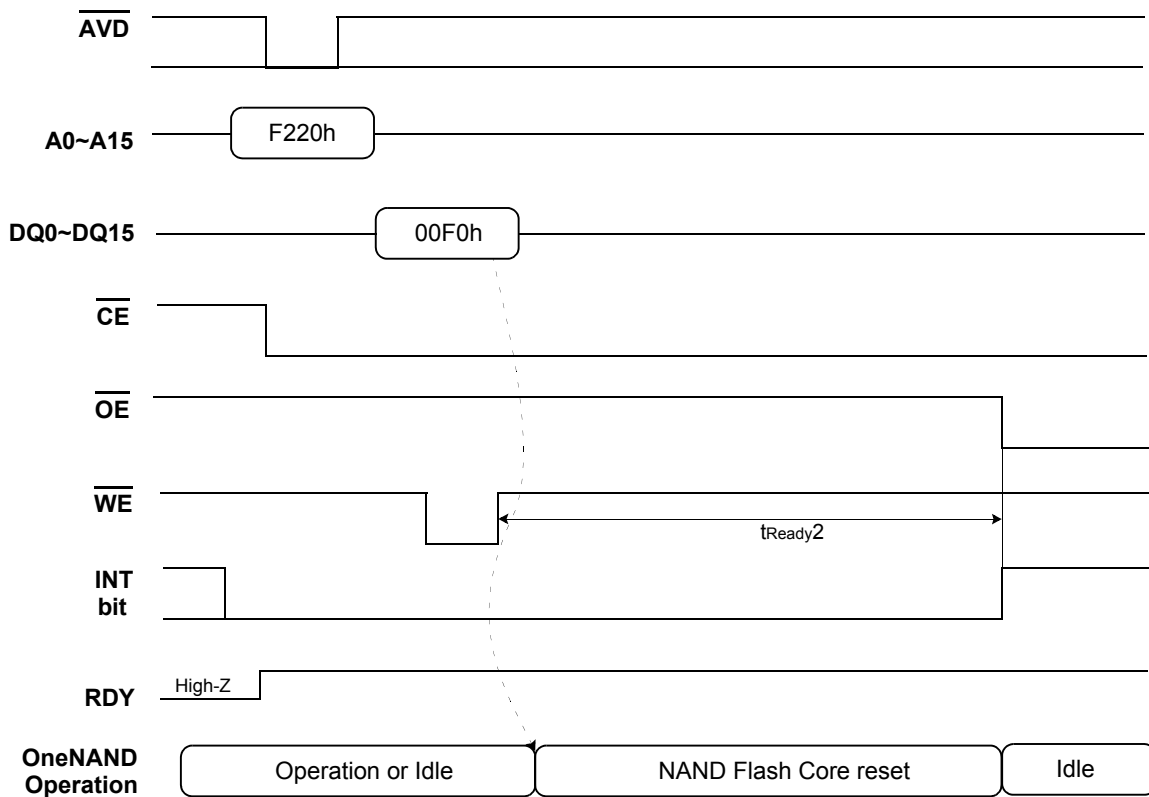 AVD
A0~A15
F220h
DQ0~DQ15
00F0h
CE
OE
WE
tReady2
INT
bit
High-Z
RDY
OneNAND
Operation
Operation or Idle
NAND Flash Core reset
Idle